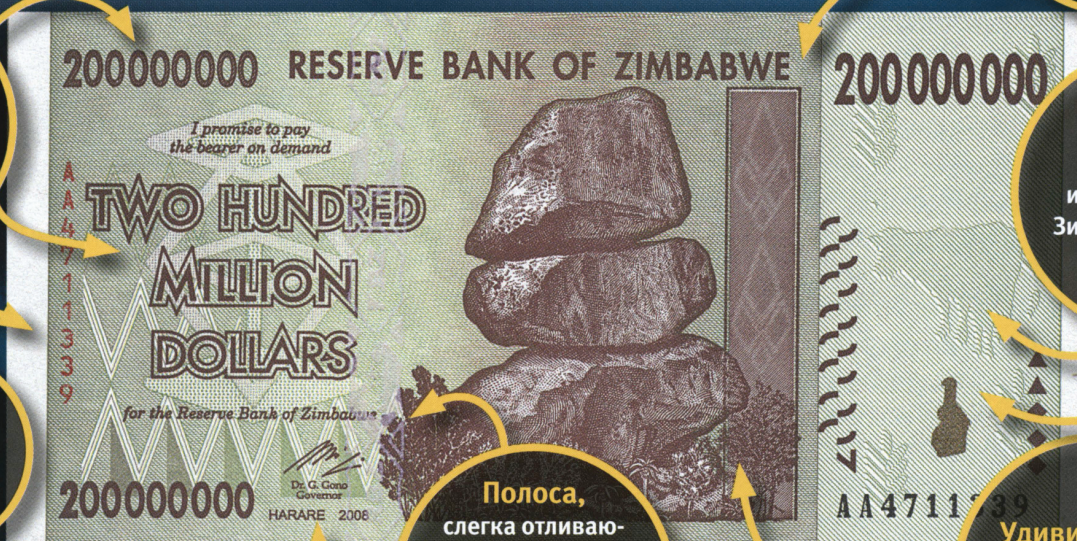 200000000 RESERVE BANK OF ZIMBABWE 200000000
I promise to pay
the bearer on demand
TWO HUNDRED
MILLION
DOLLARS
for the Reserve Bank of Zimbabwe
Dr. G. Gono
Governor
200000000 HARARE 2008
AA4711339
AA4711339
Полоса,
слегка отливаю-